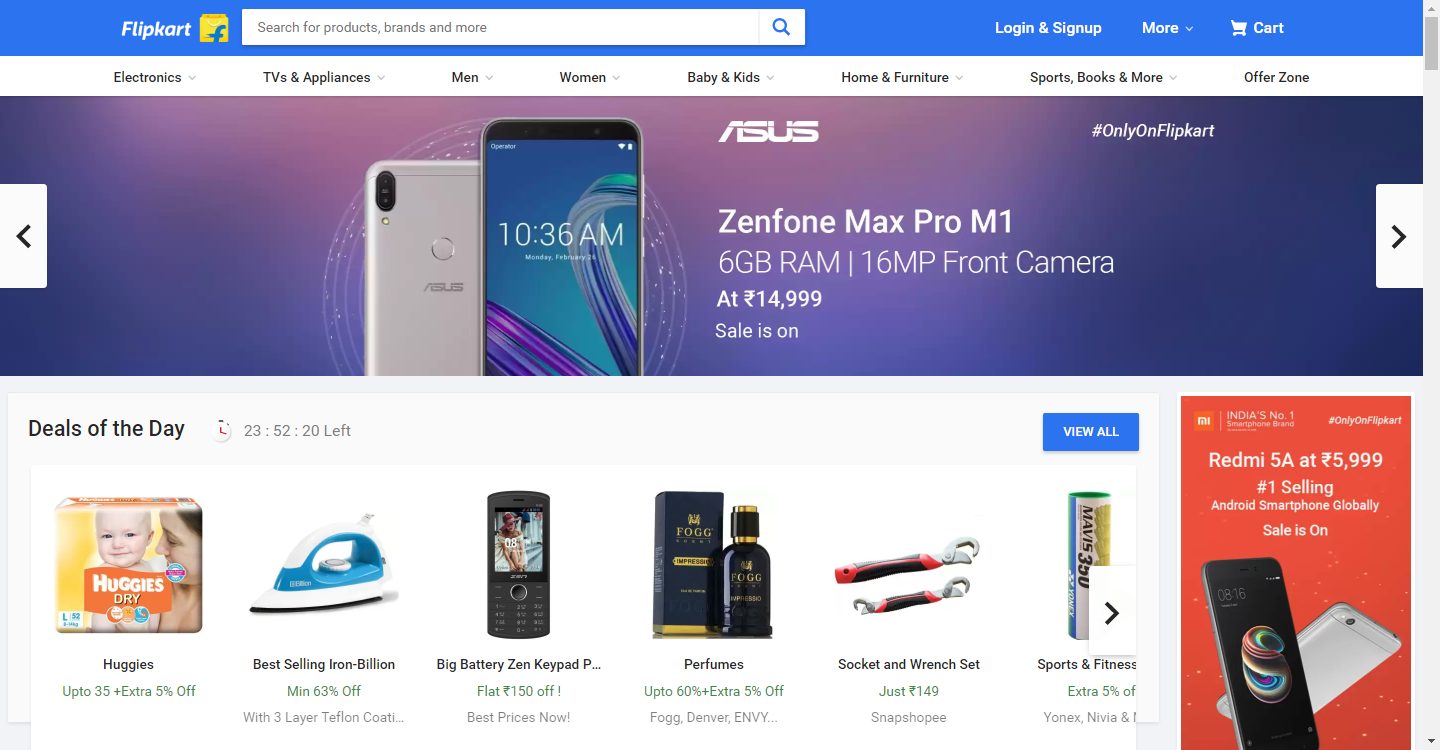 Flipkart
Search for products, brands and more
Login & Signup
More
Cart
Electronics
TVs & Appliances
Men
Women
Baby & Kids
Home & Furniture
Sports, Books & More
Offer Zone
Operator
10:36 AM
Monday, February 26
ASUS
ASUS
#OnlyOnFlipkart
Zenfone Max Pro M1
6GB RAM | 16MP Front Camera
At ₹14,999
Sale is on
Deals of the Day
23 : 52 : 20 Left
VIEW ALL
HUGGIES
DRY
L 52
Huggies
Upto 35 +Extra 5% Off
Billion
Best Selling Iron-Billion
Min 63% Off
With 3 Layer Teflon Coati...
08:
ZEN
Big Battery Zen Keypad P...
Flat ₹150 off !
Best Prices Now!
FOGG
SCENT
IMPRESSIO
FOGG
IMPRESSIO
Perfumes
Upto 60%+Extra 5% Off
Fogg, Denver, ENVY...
Socket and Wrench Set
Just ₹149
Snapshopee
MAVIS 350
Sports & Fitness
Extra 5% of
Yonex, Nivia &
mi
INDIA'S No. 1
Smartphone Brand
#OnlyOnFlipkart
Redmi 5A at ₹5,999
#1 Selling
Android Smartphone Globally
Sale is On
08:16